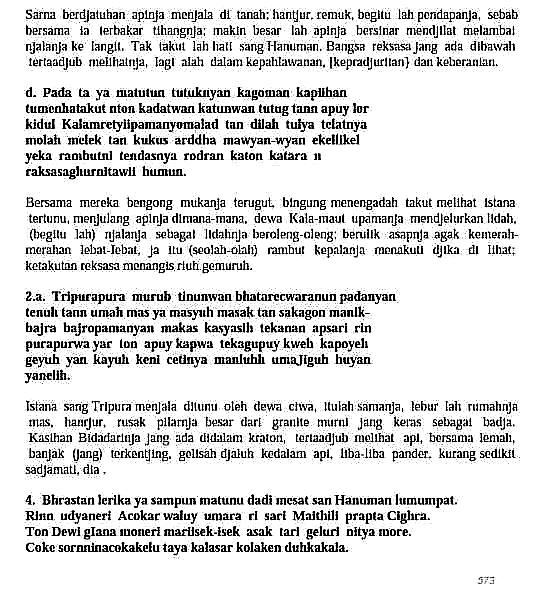 Sama berdjatuhan apinja menjala di tanah; hantjur, remuk, begitu lah pendapanja, sebab
bersama ia terbakar tihangnja; makin besar lah apinja bersinar mendjilat melambai
njalanja ke langit. Tak takut lah hati sang Hanuman. Bangsa reksasa jang ada dibawah
tertaadjub melihatnja, lagi alah dalam kepahlawanan, [kepradjuritan} dan keberanian.
d. Pada ta ya matutun tutuknyan kagoman kaplihan
tumenhatakut nton kadatwan katunwan tutug tann apuy lor
kidul Kalamretyiipamanyomalad tan dilah tuiya telatnya
molah melek tan kukus arddha mawyan-wyan ekelikel
yeka rambutni tendasnya rodran katon katara n
raksasaghurnitawli humun.
Bersama mereka bengong mukanja terugut, bingung menengadah takut melihat istana
tertunu, menjulang apinja dimana-mana, dewa Kala-maut upamanja mendjelurkan lidah,
(begitu lah) njalanja sebagai lidahnja beroleng-oleng; berulik asapnja agak kemerah-
merahan lebat-lebat, ja itu (seolah-olah) rambut kepalanja menakuti djika di lihat;
ketakutan reksasa menangis riuh gemuruh.
2.a. Tripurapura murub tinunwan bhatarecwaranun padanyan
tenuh tann umah mas ya masyuh masak tan sakagon manik-
bajra bajropamanyan makas kasyasih tekanan apsari rin
purapurwa yar ton apuy kapwa tekagupuy kweh kapoyeh
geyuh yan kayuh keni cetinya manluhh umajiguh huyan
yanelih.
Istana sang Tripura menjala ditunu oleh dewa ciwa, itulah samanja, lebur lah rumahnja
mas, hantjur, rusak pilarnja besar dari granite murni jang keras sebagai badja.
Kasihan Bidadarinja jang ada didalam kraton, tertaadjub melihat api, bersama lemah,
banjak (jang) terkentjing, gelisah djatuh kedalam api, tiba-tiba pander, kurang sedikit
sadjamati, dia .
4. Bhrastan lerika ya sampun matunu dadi mesat san Hanuman lumumpat.
Rinn udyaneri Acokar waluy umara ri sari Maithili prapta Cighra.
Ton Dewi glana moneri mariisek-isek asak tari geluri nitya more.
Coke sornninacokakelu taya kalasar kolaken duhkakala.
573